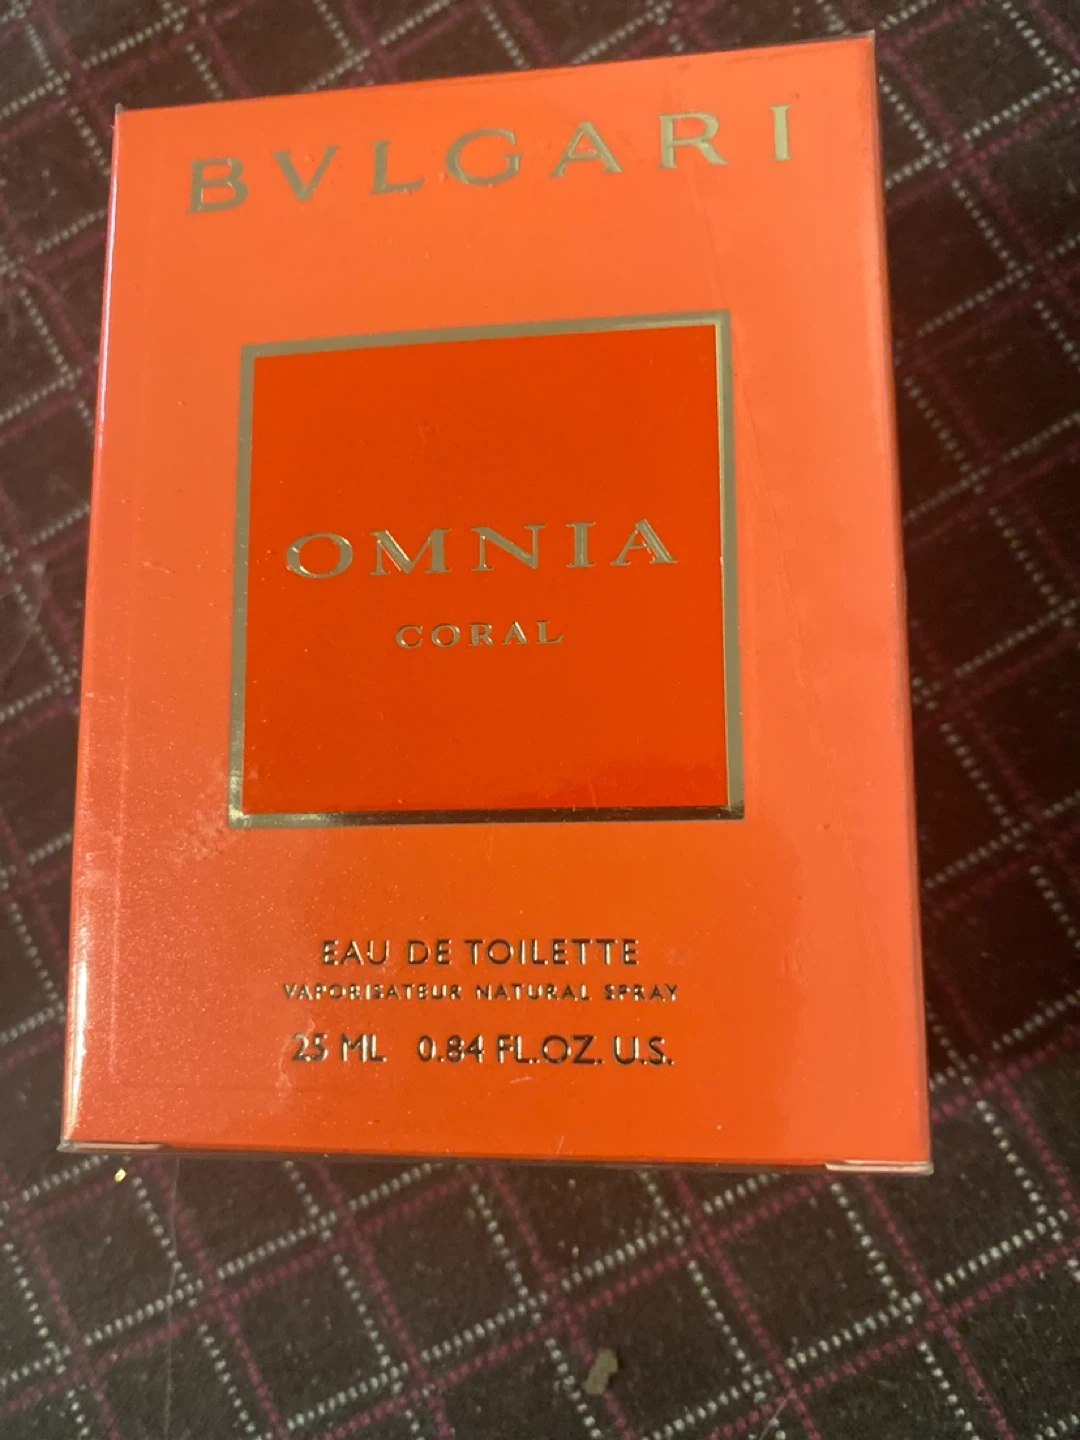 BVLGARI
OMNIA
CORAL
EAU DE TOILETTE
VAPORISATEUR NATURAL SPRAY
25 ML 0.84 FL.OZ. U.S.